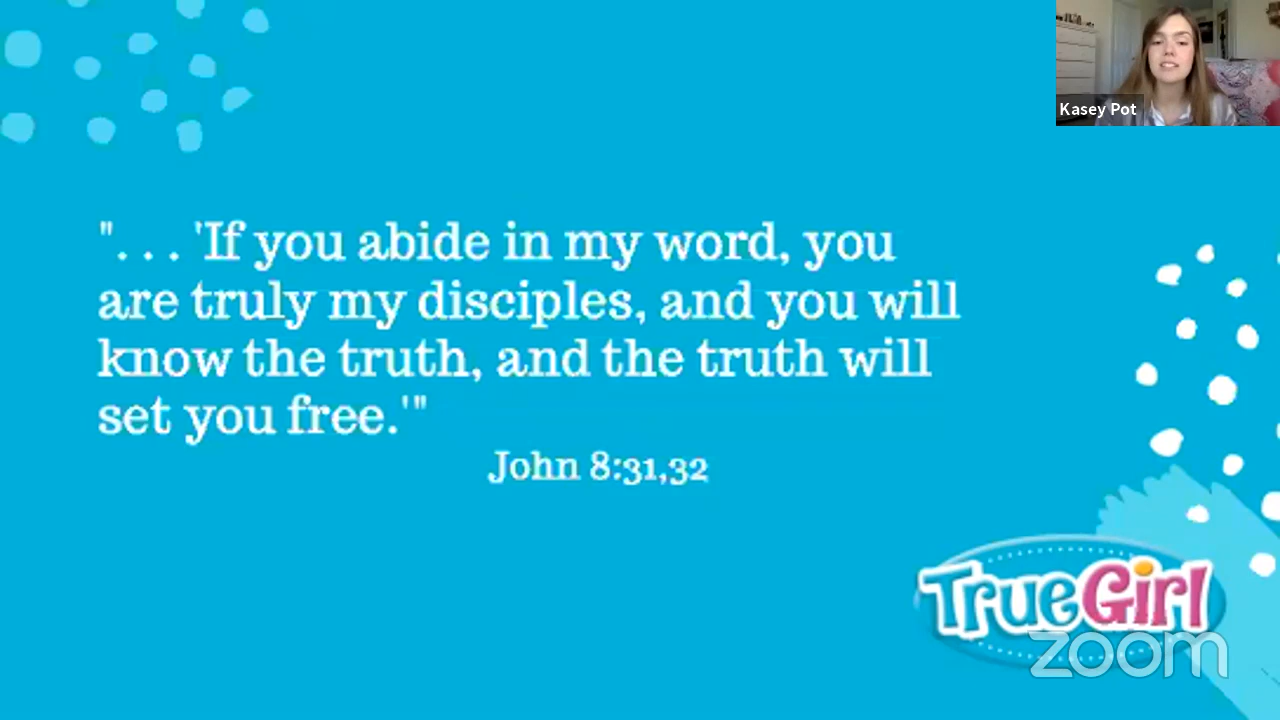 Kasey Pot
". . . 'If you abide in my word, you
are truly my disciples, and you will
know the truth, and the truth will
set you free.'"
John 8:31,32
TrueGirl
zoom